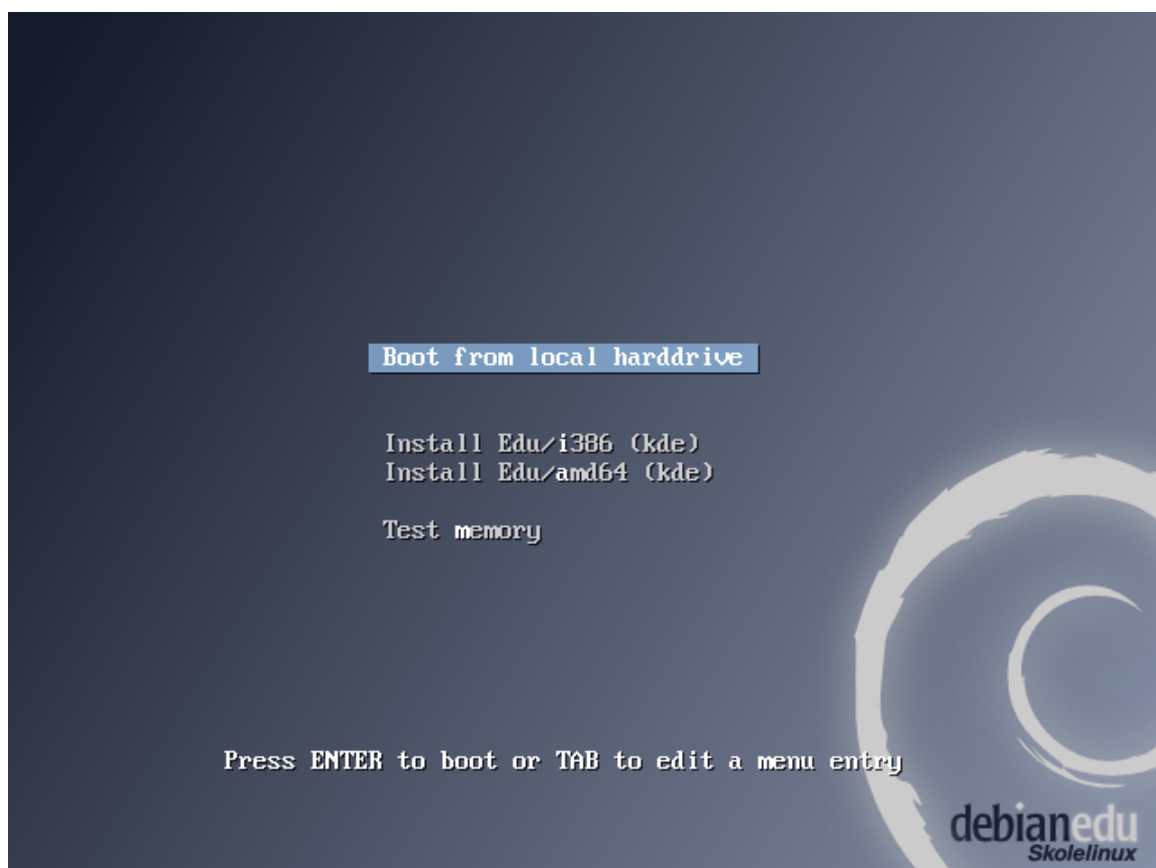 Boot from local harddrive
Install Edu/i386 (kde)
Install Edu/amd64 (kde)
Test memory
Press ENTER to boot or TAB to edit a menu entry
debianedu
Skolelinux